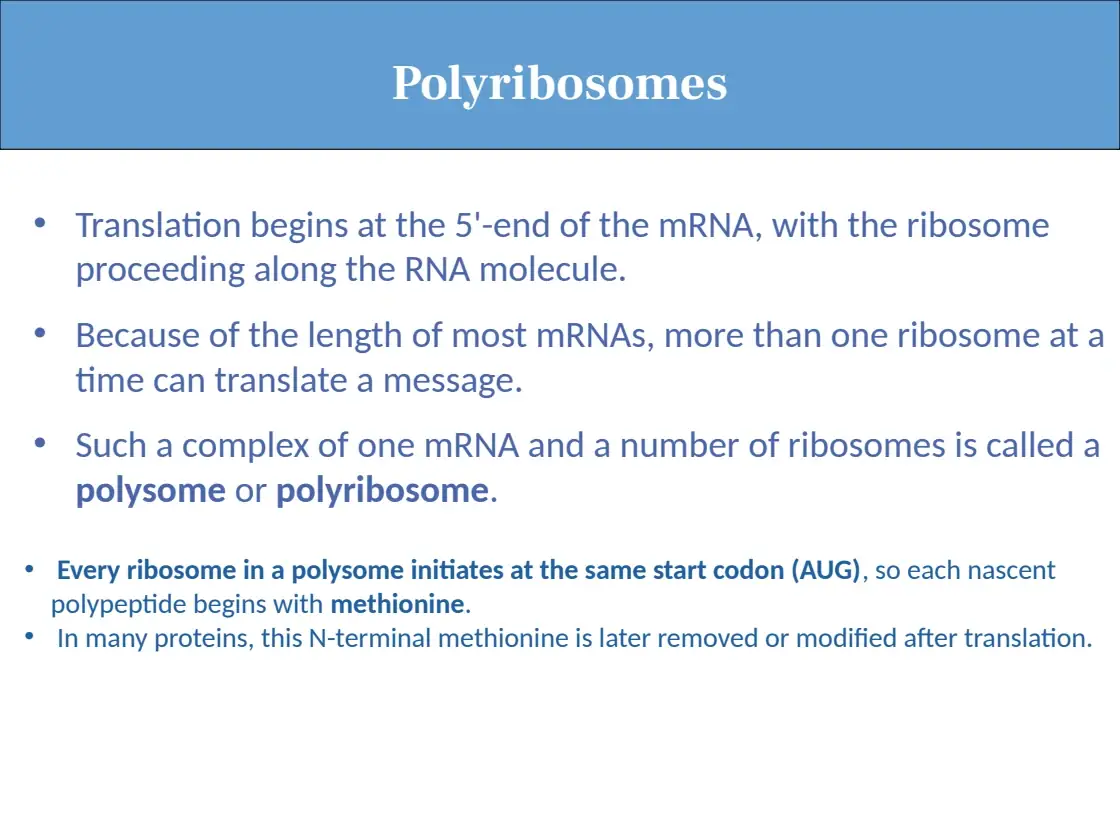 Polyribosomes
• Translation begins at the 5'-end of the mRNA, with the ribosome
proceeding along the RNA molecule.
• Because of the length of most mRNAs, more than one ribosome at a
time can translate a message.
• Such a complex of one mRNA and a number of ribosomes is called a
polysome or polyribosome.
• Every ribosome in a polysome initiates at the same start codon (AUG), so each nascent
polypeptide begins with methionine.
• In many proteins, this N-terminal methionine is later removed or modified after translation.